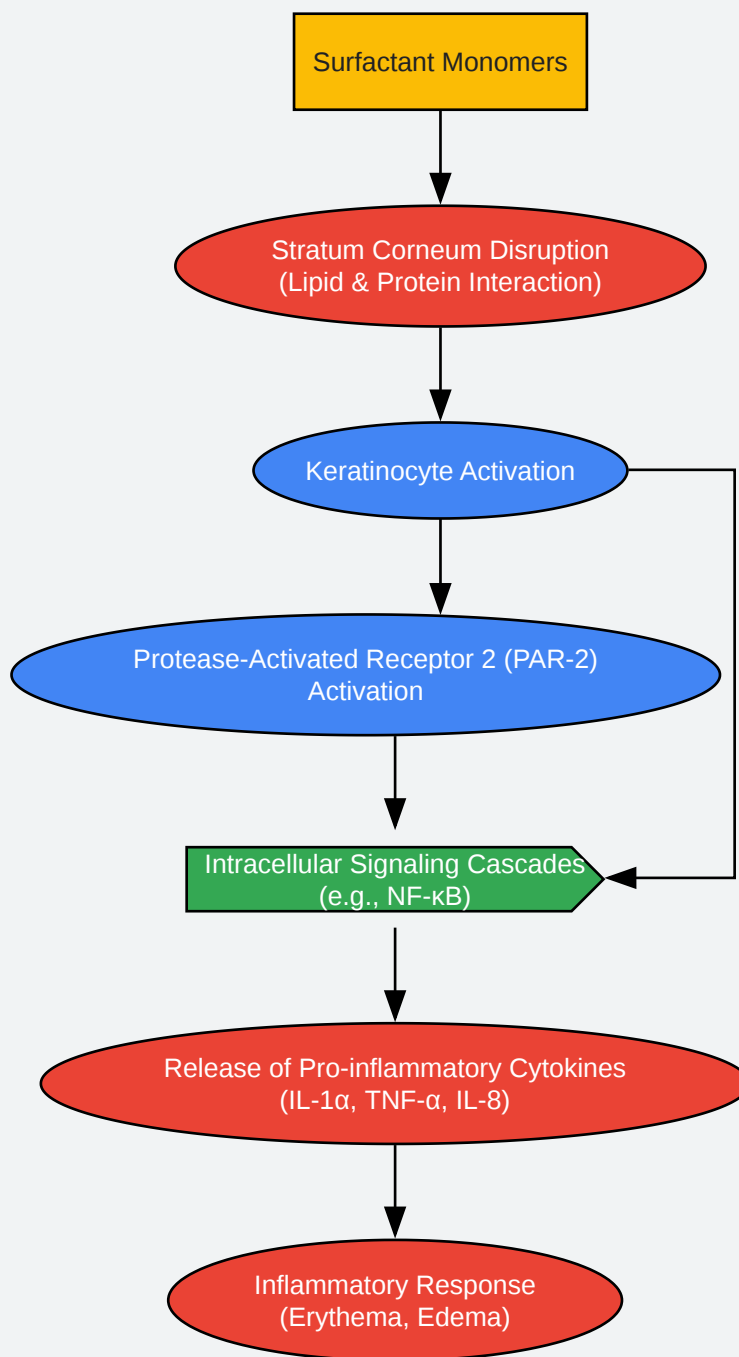 Surfactant Monomers
Stratum Corneum Disruption
(Lipid & Protein Interaction)
Keratinocyte Activation
Protease-Activated Receptor 2 (PAR-2)
Activation
Intracellular Signaling Cascades
(e.g., NF-κB)
Release of Pro-inflammatory Cytokines
(IL-1α, TNF-α, IL-8)
Inflammatory Response
(Erythema, Edema)